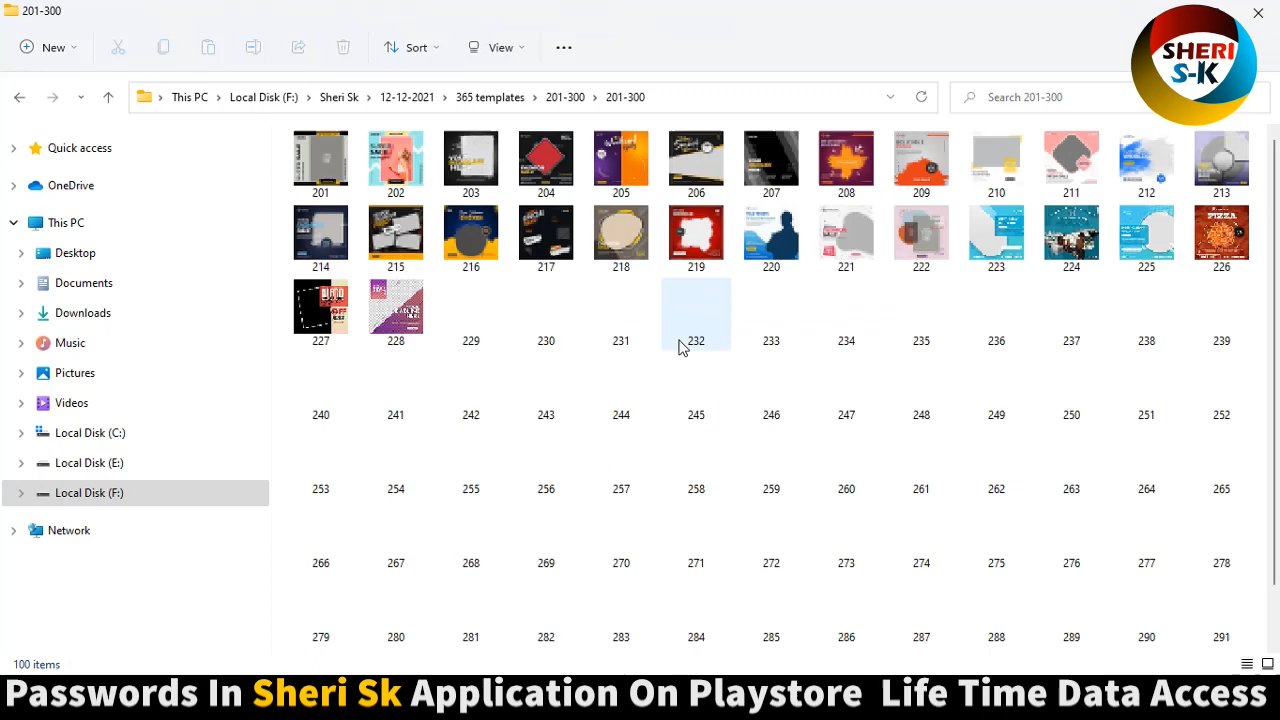 201-300
New
Sort
View
SHERI
S-K
This PC > Local Disk (F:) > Sheri Sk > 12-12-2021 > 365 templates > 201-300 > 201-300
Search 201-300
Quick access
OneDrive
This PC
Desktop
Documents
Downloads
Music
Pictures
Videos
Local Disk (C:)
Local Disk (E:)
Local Disk (F:)
Network
201 202 203 204 205 206 207 208 209 210 211 212 213
PIZZA
214 215 216 217 218 219 220 221 222 223 224 225 226
227 228 229 230 231 232 233 234 235 236 237 238 239
240 241 242 243 244 245 246 247 248 249 250 251 252
253 254 255 256 257 258 259 260 261 262 263 264 265
266 267 268 269 270 271 272 273 274 275 276 277 278
279 280 281 282 283 284 285 286 287 288 289 290 291
100 items
Passwords In Sheri Sk Application On Playstore Life Time Data Access